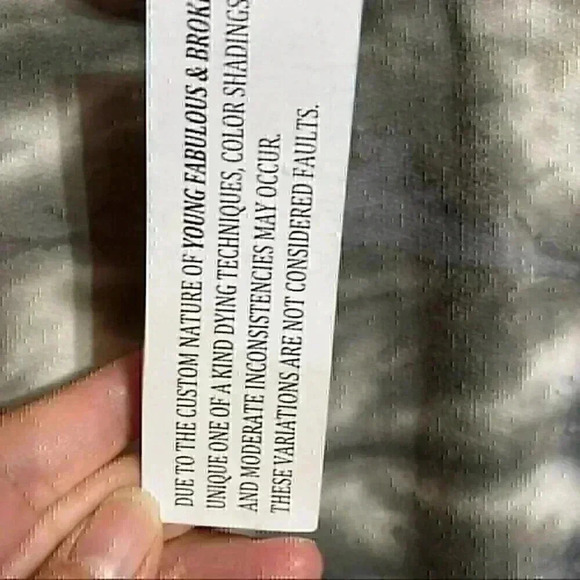 DUE TO THE CUSTOM NATURE OF YOUNG FABULOUS & BROKE
UNIQUE ONE OF A KIND DYING TECHNIQUES, COLOR SHADINGS
AND MODERATE INCONSISTENCIES MAY OCCUR.
THESE VARIATIONS ARE NOT CONSIDERED FAULTS.